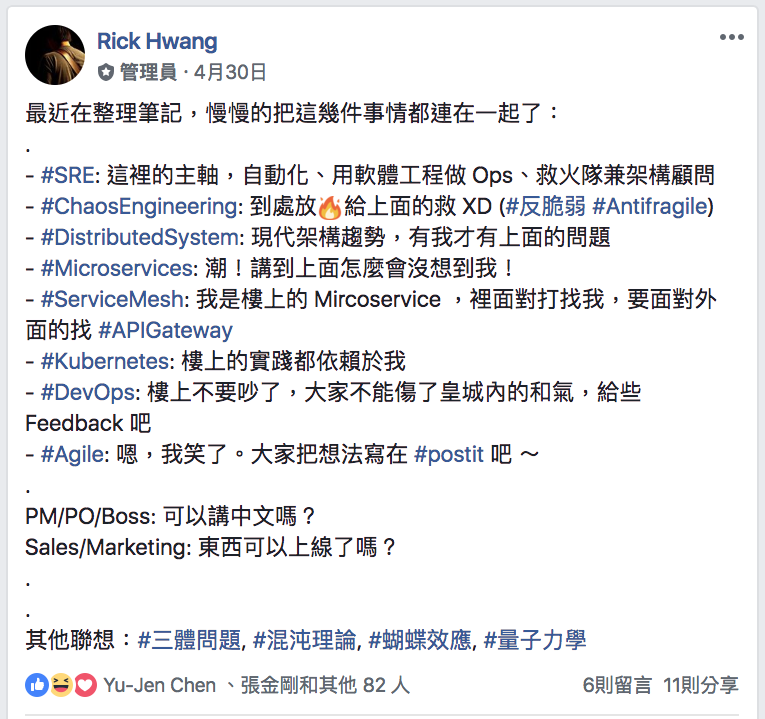 Rick Hwang
管理員 · 4月30日
最近在整理筆記，慢慢的把這幾件事情都連在一起了：
.
- #SRE: 這裡的主軸，自動化、用軟體工程做 Ops、救火隊兼架構顧問
- #ChaosEngineering: 到處放🔥給上面的救 XD (#反脆弱 #Antifragile)
- #DistributedSystem: 現代架構趨勢，有我才有上面的問題
- #Microservices: 潮！講到上面怎麼會沒想到我！
- #ServiceMesh: 我是樓上的 Mircoservice ，裡面對打找我，要面對外
面的找 #APIGateway
- #Kubernetes: 樓上的實踐都依賴於我
- #DevOps: 樓上不要吵了，大家不能傷了皇城內的和氣，給些
Feedback 吧
- #Agile: 嗯，我笑了。大家把想法寫在 #postit 吧 ～
.
PM/PO/Boss: 可以講中文嗎？
Sales/Marketing: 東西可以上線了嗎？
.
.
其他聯想：#三體問題, #混沌理論, #蝴蝶效應, #量子力學
Yu-Jen Chen 、張金剛和其他 82 人 6則留言 11則分享